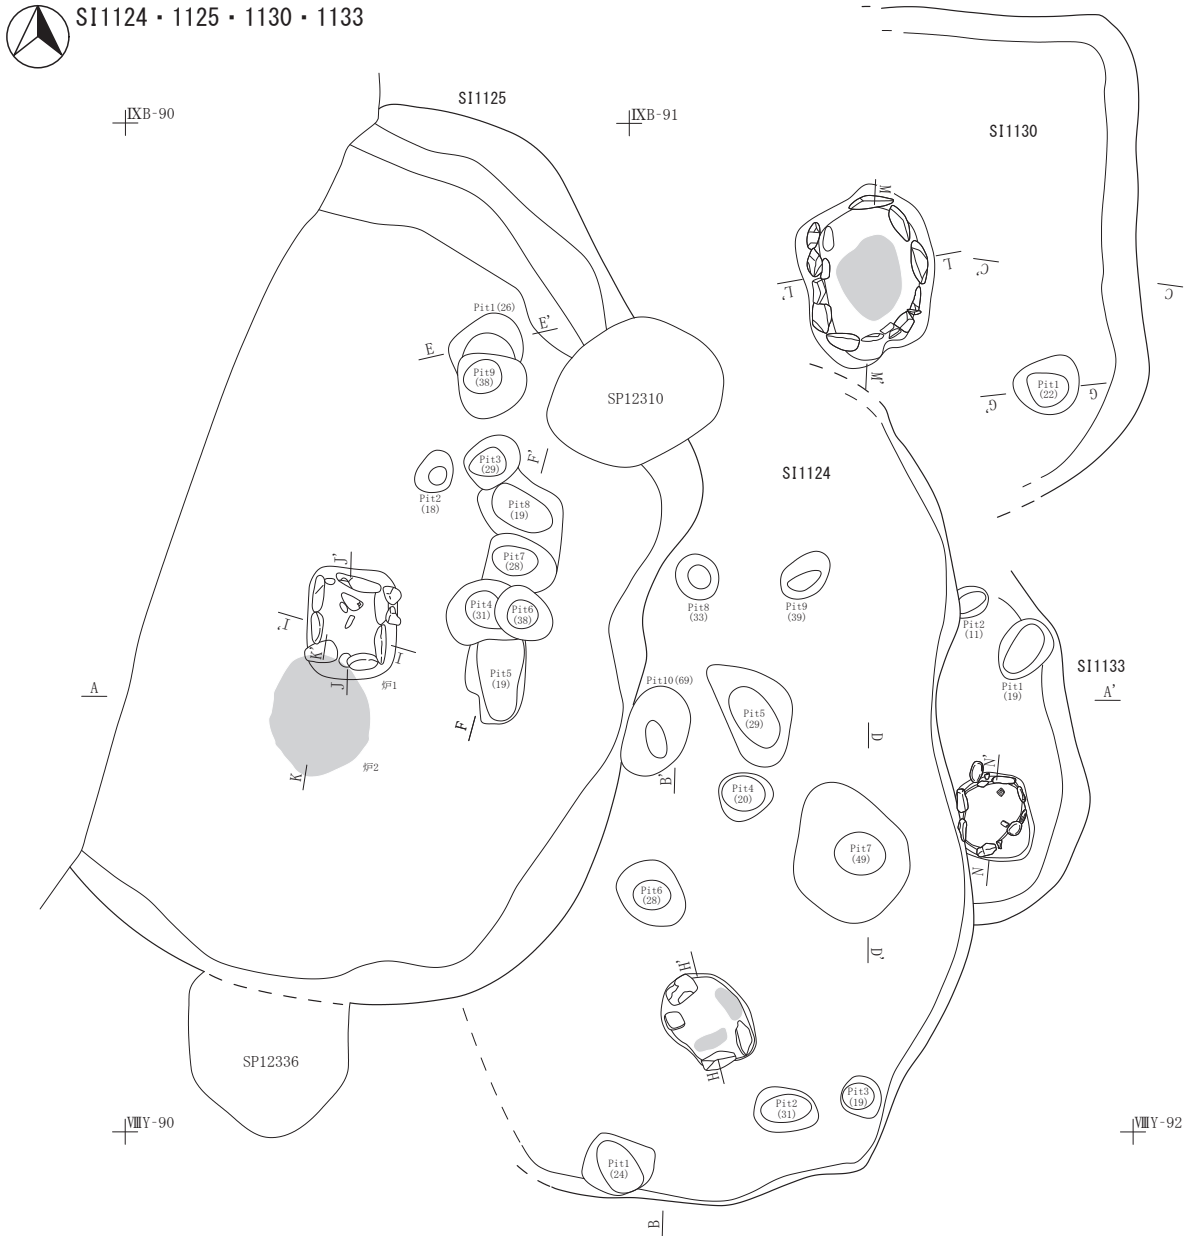 SI1124・1125・1130・1133
SI1125
ⅨB-90
ⅨB-91
SI1130
M
L
C'
L'
C
Pit1(26)
E'
E
Pit9
(38)
M'
Pit1
(22)
G
G'
SP12310
Pit3
(29)
F'
SI1124
Pit2
(18)
Pit8
(19)
Pit7
(28)
J'
Pit8
(33)
Pit9
(39)
Pit4
(31)
Pit6
(38)
I'
Pit2
(11)
K'
I
Pit5
(19)
Pit10(69)
SI1133
Pit1
(19)
A
J
炉1
A'
Pit5
(29)
F
D
K
炉2
B'
N'
Pit4
(20)
Pit7
(49)
N
Pit6
(28)
D'
H'
SP12336
H
Pit2
(31)
Pit3
(19)
ⅧY-90
ⅧY-92
Pit1
(24)
B